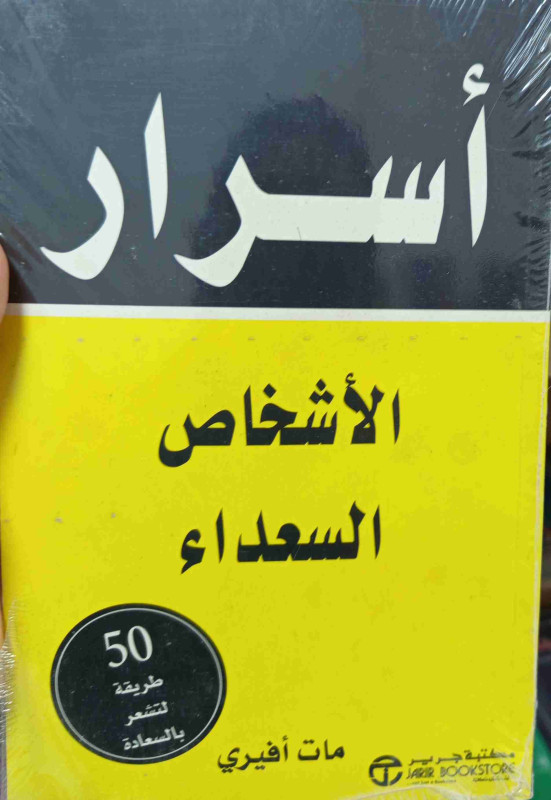 أسرار
الأشخاص
السعداء
50
طريقة
لتشعر
بالسعادة
مات أفيري
مكتبة جرير
JARIR BOOKSTORE